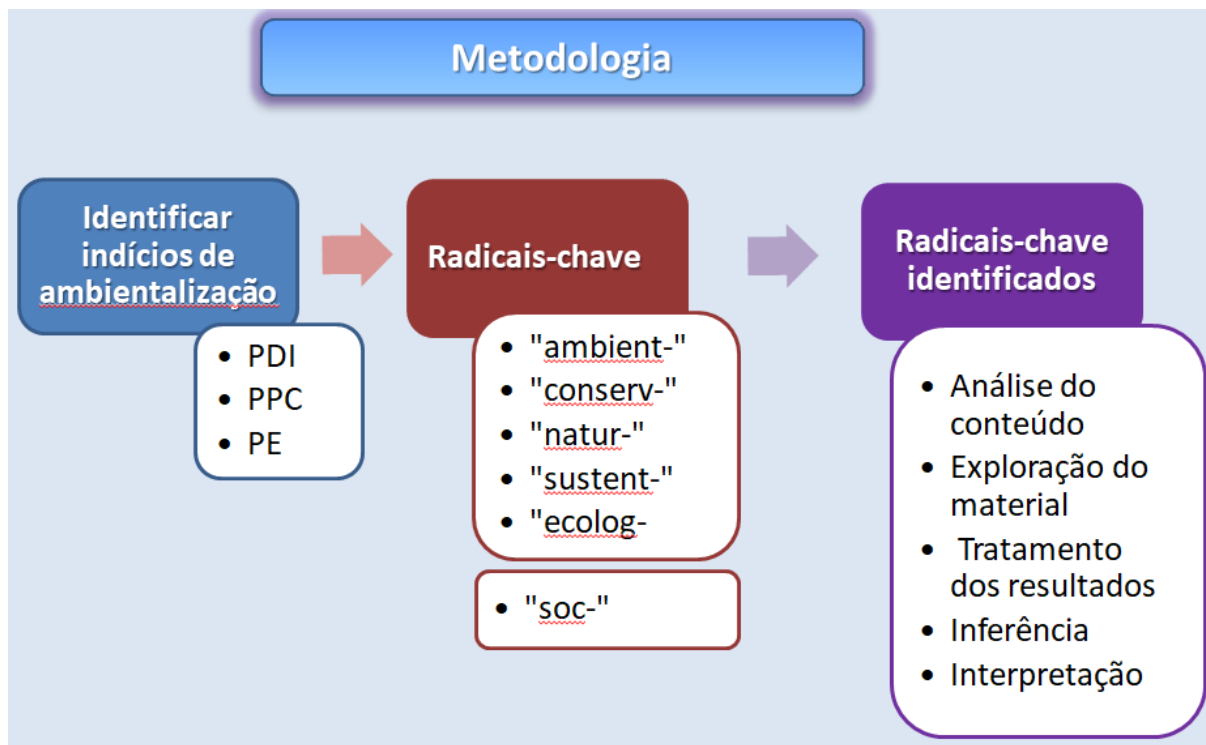 Metodologia
Identificar
indícios de
ambientalização
• PDI
• PPC
• PE
Radicais-chave
• "ambient-"
• "conserv-"
• "natur-"
• "sustent-"
• "ecolog-
• "soc-"
Radicais-chave
identificados
• Análise do
conteúdo
• Exploração do
material
• Tratamento
dos resultados
• Inferência
• Interpretação